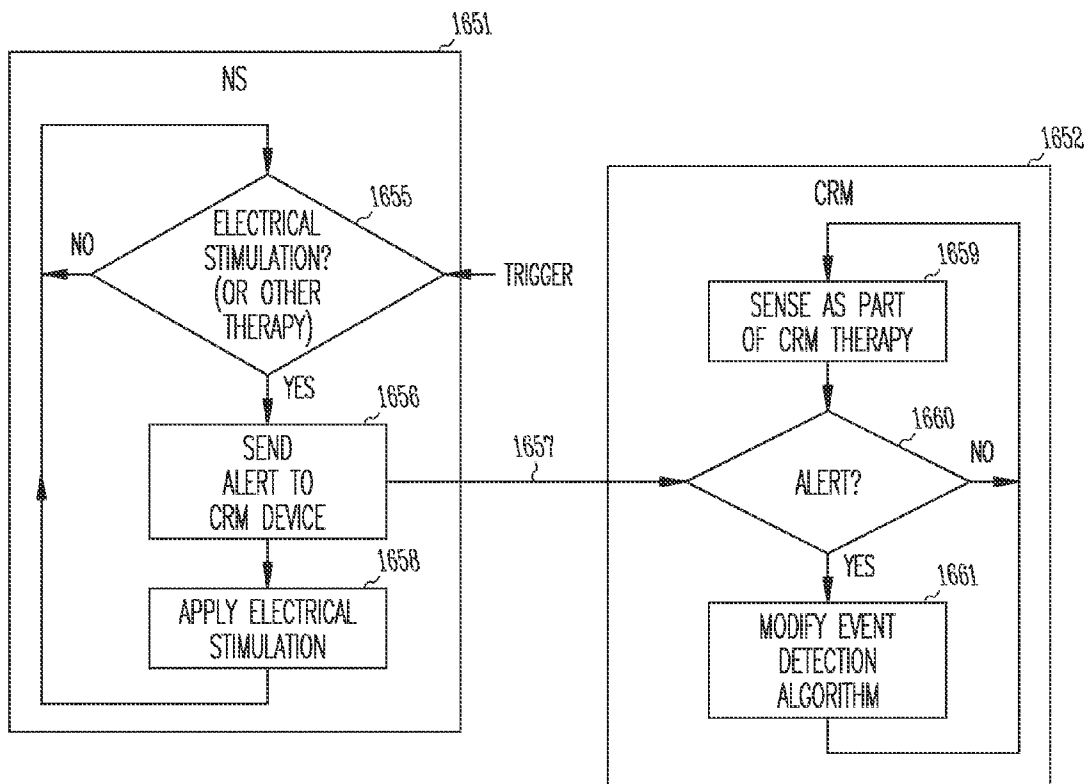 1651
NS
1655
ELECTRICAL
STIMULATION?
(OR OTHER
THERAPY)
NO
TRIGGER
YES
1656
SEND
ALERT TO
CRM DEVICE
1657
1658
APPLY ELECTRICAL
STIMULATION
1652
CRM
1659
SENSE AS PART
OF CRM THERAPY
1660
ALERT?
NO
YES
1661
MODIFY EVENT
DETECTION
ALGORITHM